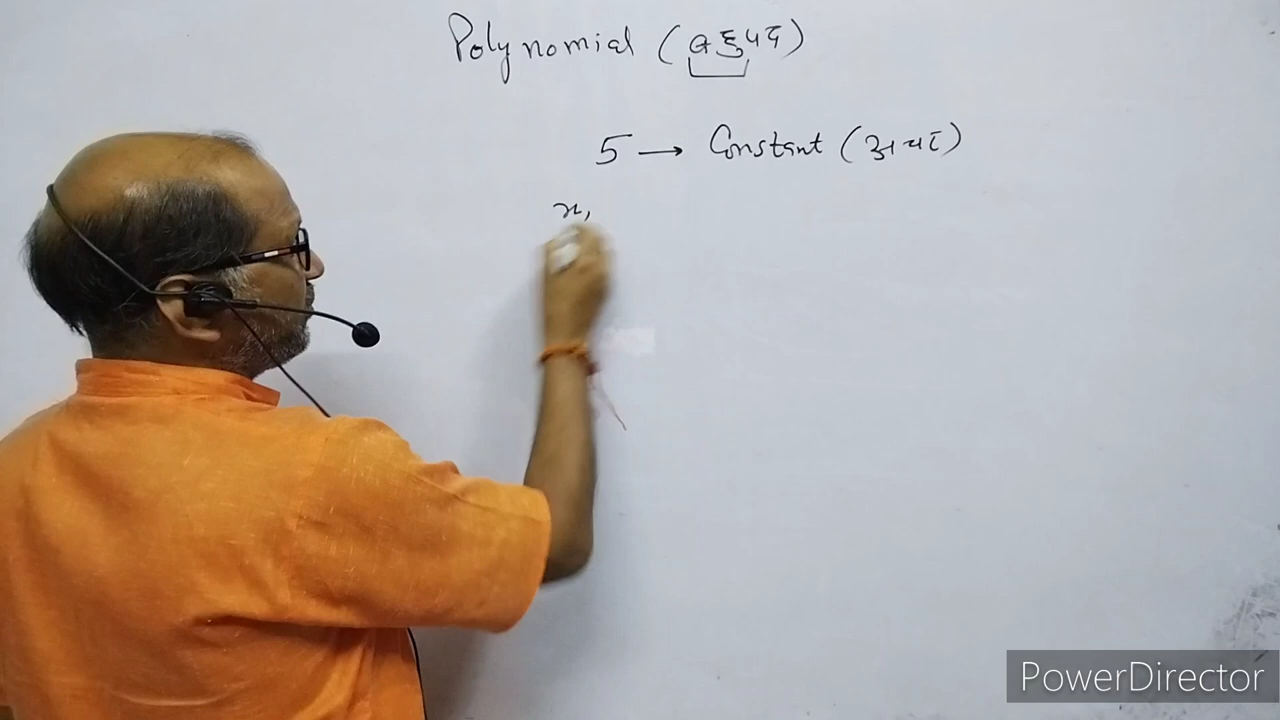 Polynomial (बहुपद)
5 → Constant (अचर)
x,
PowerDirector